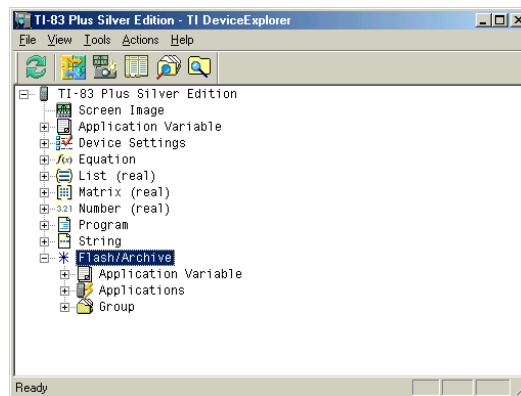 TI-83 Plus Silver Edition - TI DeviceExplorer
File View Tools Actions Help
TI-83 Plus Silver Edition
Screen Image
Application Variable
Device Settings
f(x) Equation
List (real)
Matrix (real)
3.21 Number (real)
Program
String
Flash/Archive
Application Variable
Applications
Group
Ready